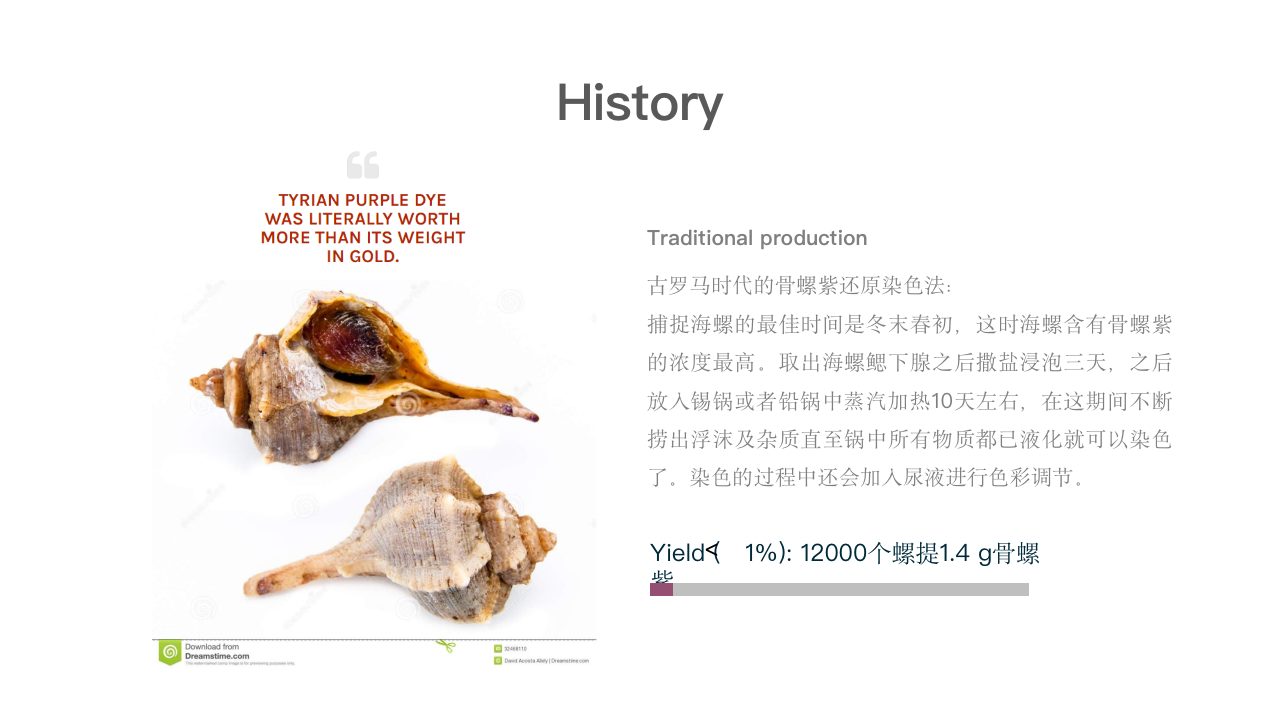 History
TYRIAN PURPLE DYE
WAS LITERALLY WORTH
MORE THAN ITS WEIGHT
IN GOLD.
Traditional production
古罗马时代的骨螺紫还原染色法:
捕捉海螺的最佳时间是冬末春初，这时海螺含有骨螺紫
的浓度最高。取出海螺鳃下腺之后撒盐浸泡三天，之后
放入锡锅或者铅锅中蒸汽加热10天左右，在这期间不断
捞出浮沫及杂质直至锅中所有物质都已液化就可以染色
了。染色的过程中还会加入尿液进行色彩调节。
Yield(< 1%): 12000个螺提1.4 g骨螺
紫
Download from
Dreamstime.com
This watermarked comp image is for previewing purposes only.
32468110
David Acosta Allely | Dreamstime.com